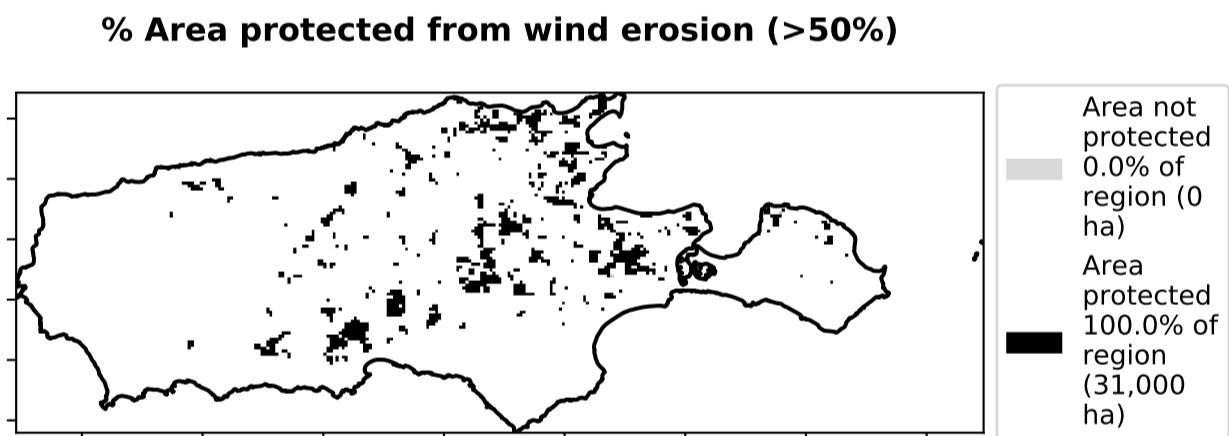 % Area protected from wind erosion (>50%)
Area not
protected
0.0% of
region (0
ha)
Area
protected
100.0% of
region
(31,000
ha)